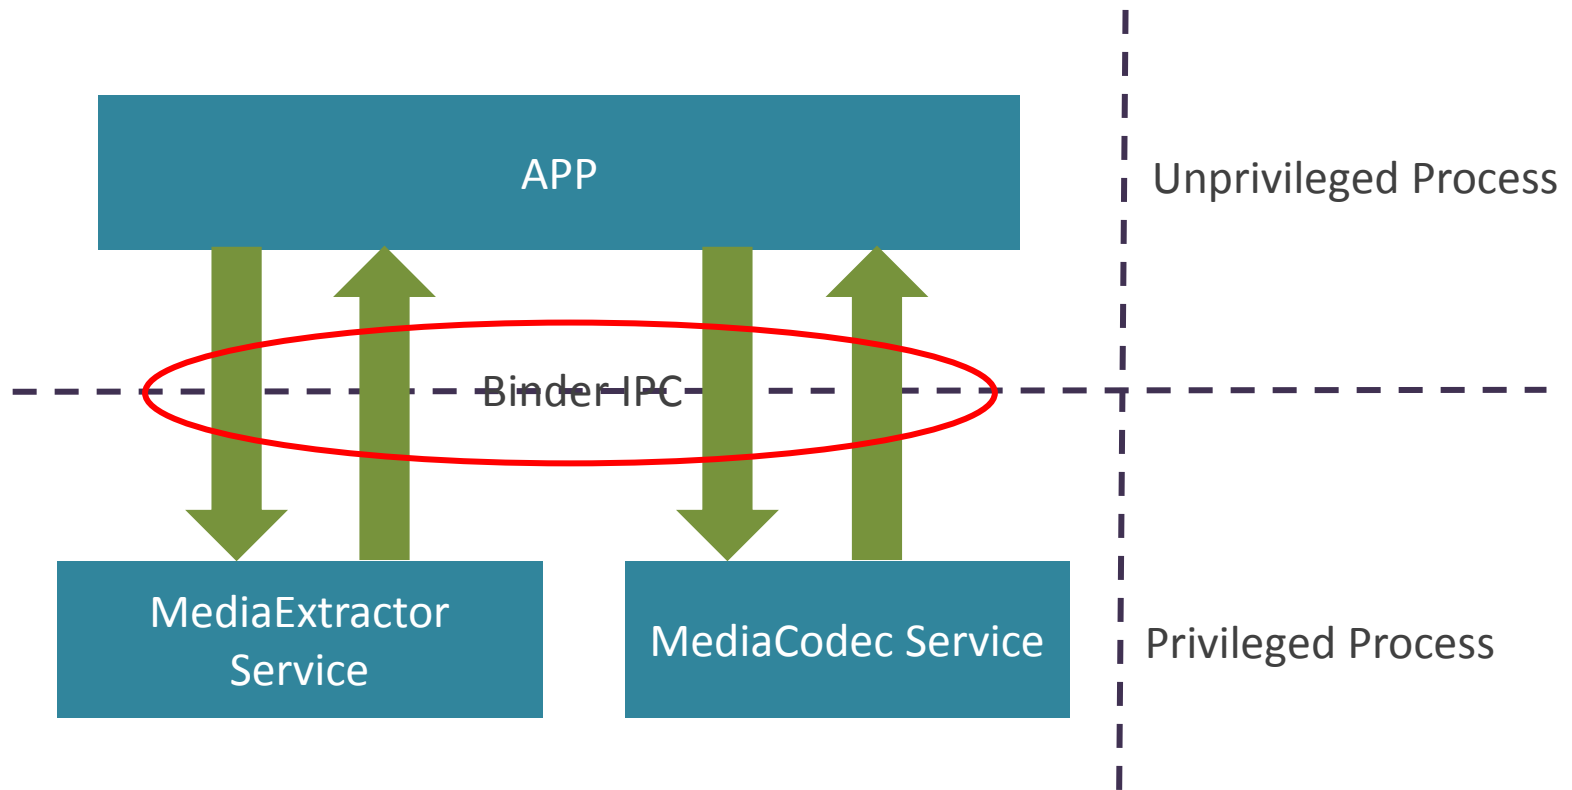 APP
Unprivileged Process
Binder IPC
MediaExtractor
Service
MediaCodec Service
Privileged Process